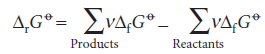 ΔᵣG⦵ = ∑νΔfG⦵ – ∑νΔfG⦵
Products Reactants